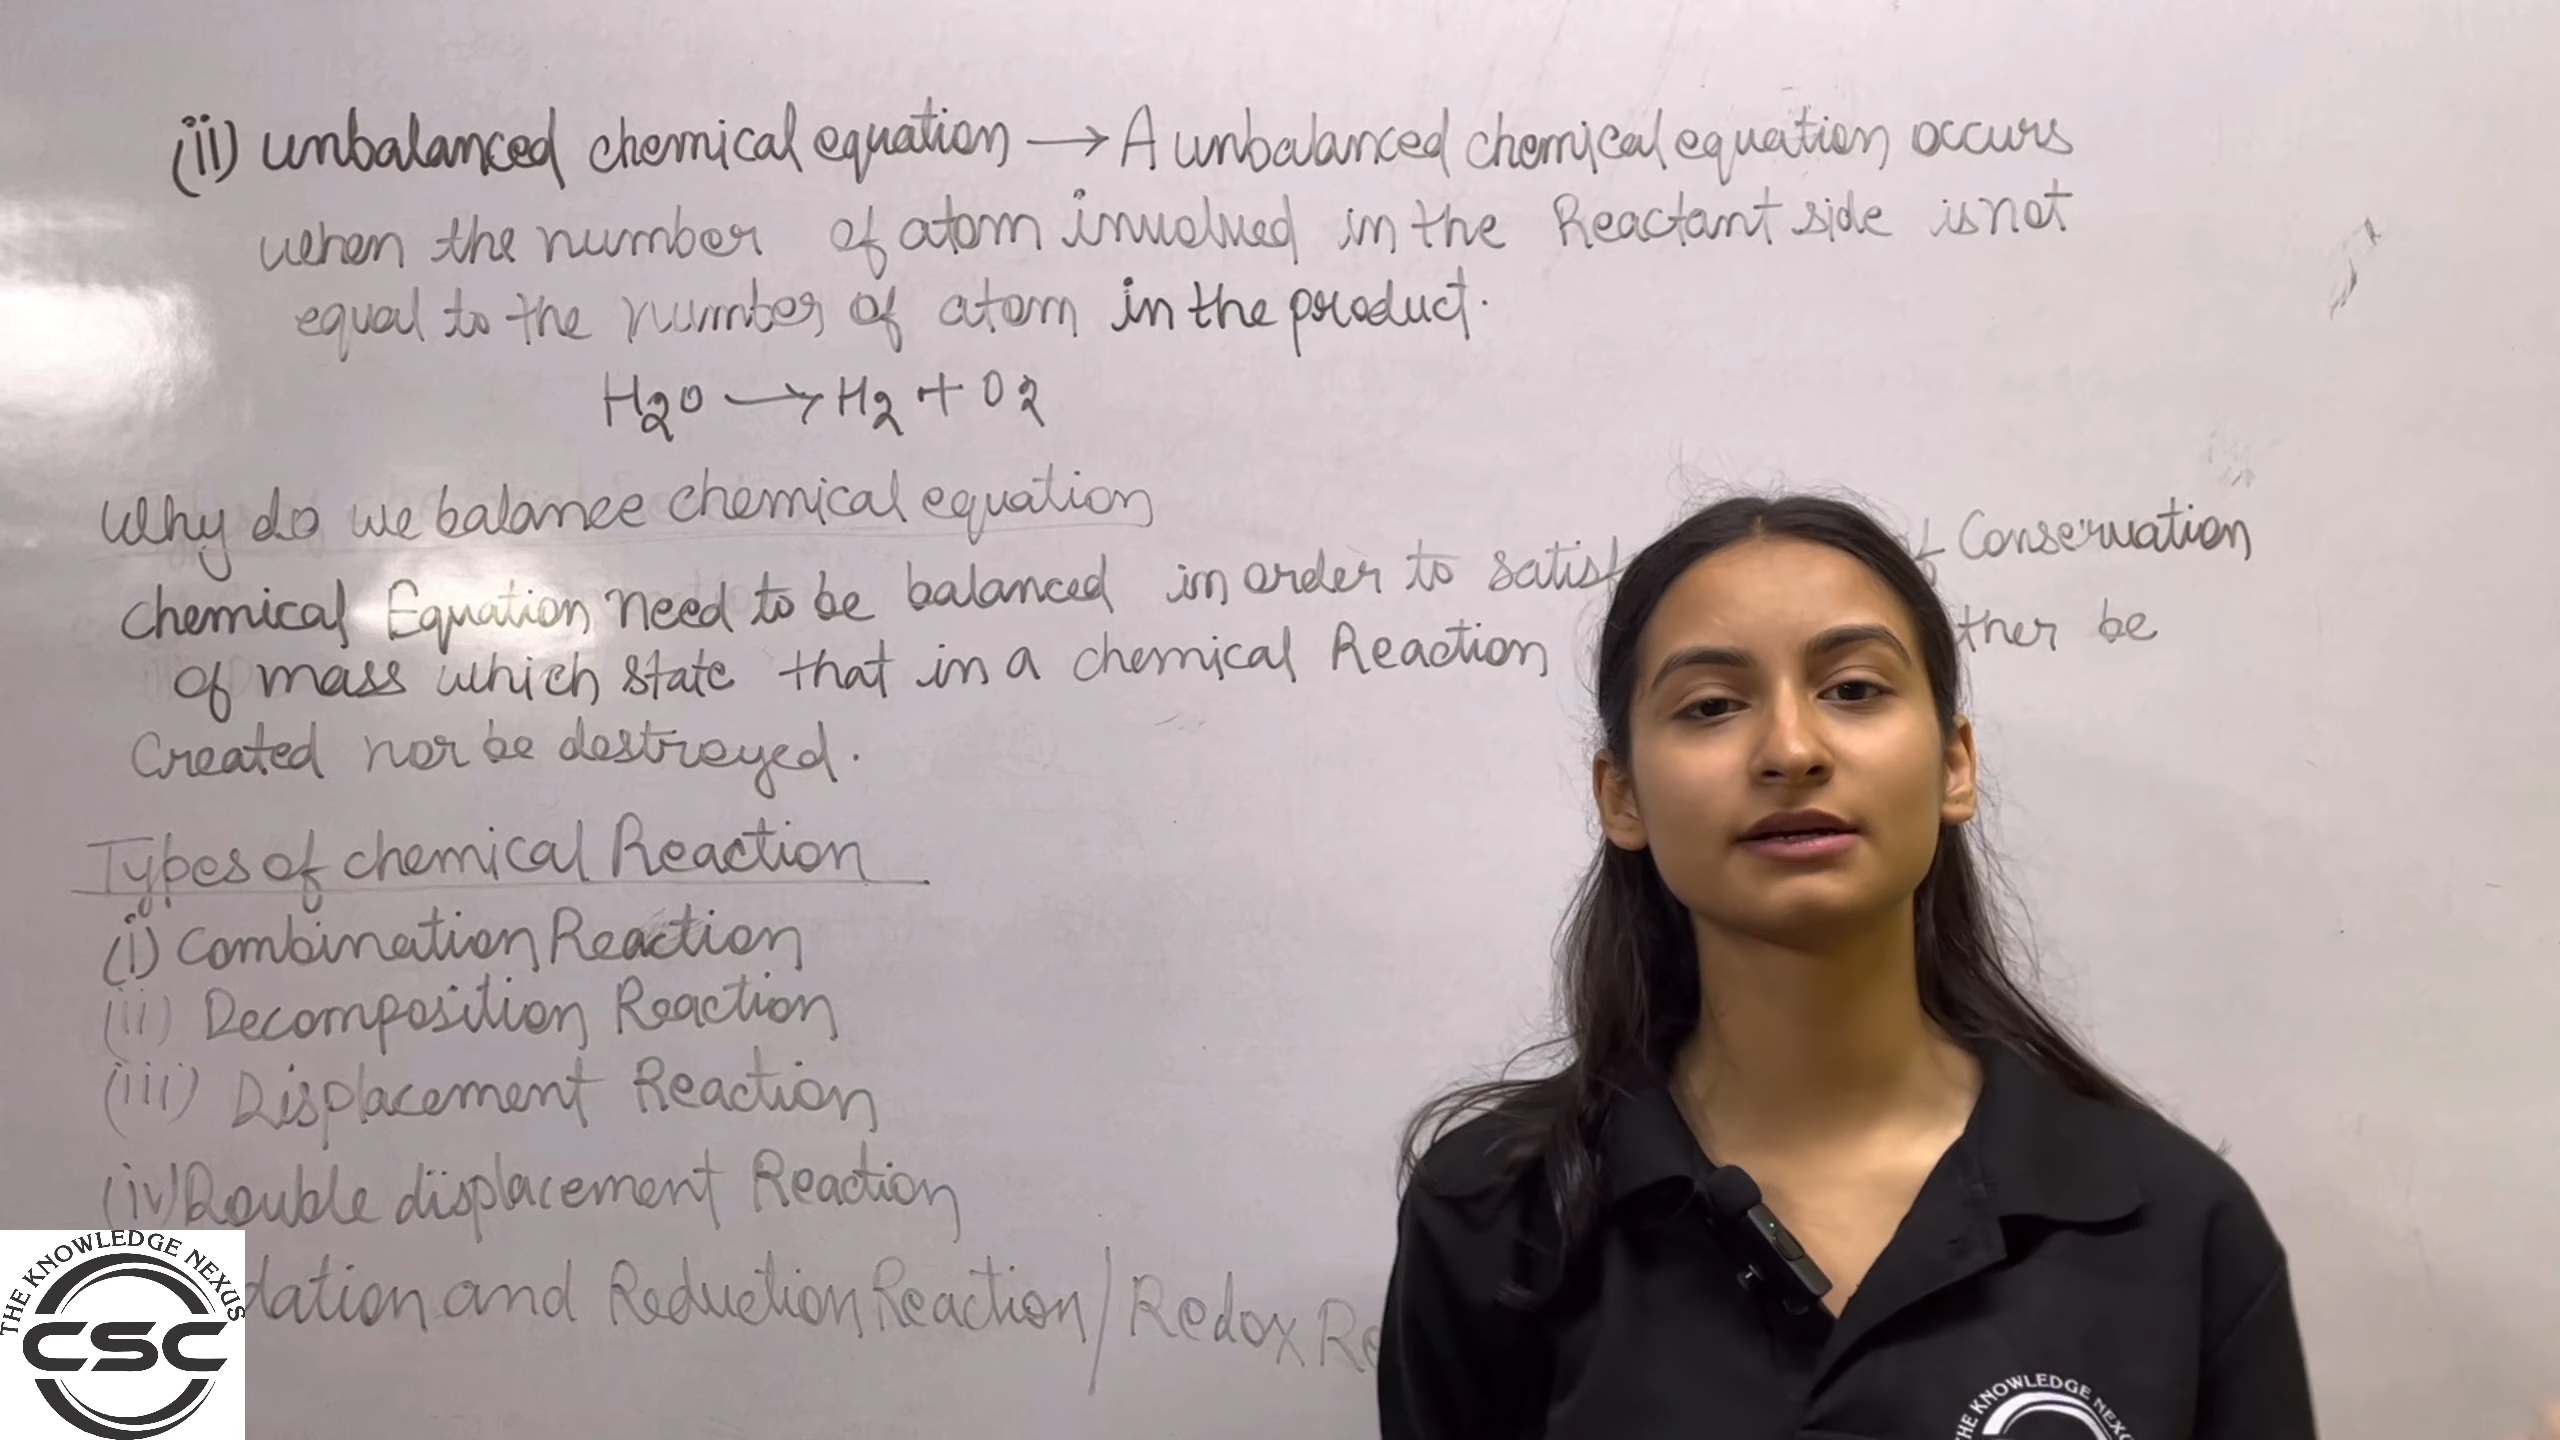 (ii) unbalanced chemical equation → A unbalanced chemical equation occurs
when the number of atom involved in the Reactant side is not
equal to the number of atom in the product.
H2O → H2 + O2
Why do we balance chemical equation
chemical Equation need to be balanced in order to satisf of Conservation
of mass which state that in a chemical Reaction ther be
Created nor be destroyed.
Types of chemical Reaction
(i) Combination Reaction
(ii) Decomposition Reaction
(iii) Displacement Reaction
(iv) Double displacement Reaction
dation and Reduction Reaction / Redox Re
THE KNOWLEDGE NEXUS
CSC
THE KNOWLEDGE NEXU